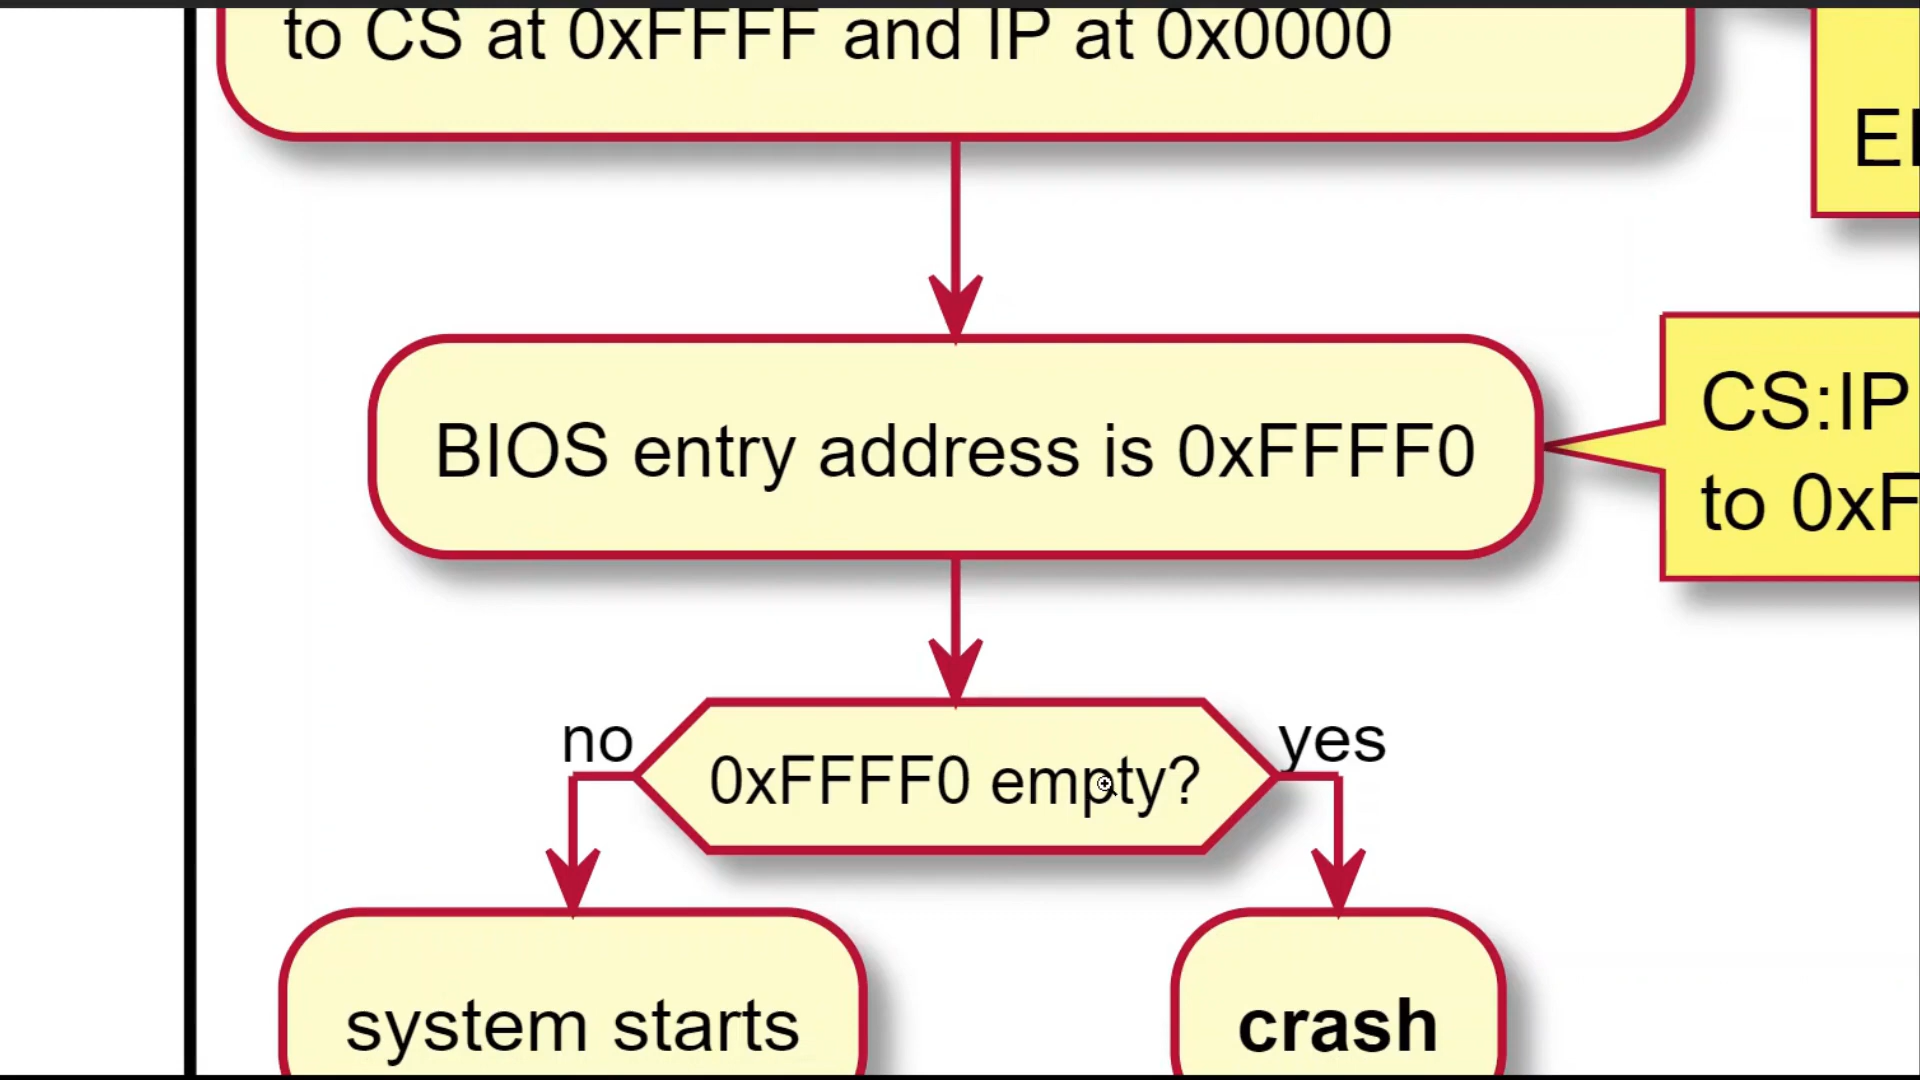 to CS at 0xFFFF and IP at 0x0000
BIOS entry address is 0xFFFF0
CS:IP
to 0xF
no
0xFFFF0 empty?
yes
system starts
crash